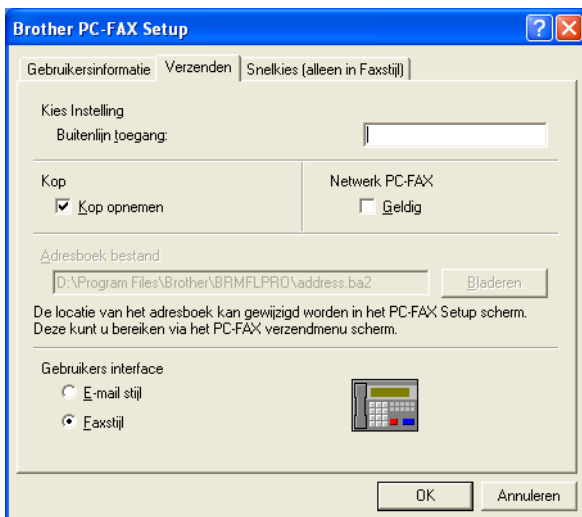 Brother PC-FAX Setup
Gebruikersinformatie Verzenden Snelkies (alleen in Faxstijl)
Kies Instelling
Buitenlijn toegang:
Kop Netwerk PC-FAX
Kop opnemen Geldig
Adresboek bestand
D:\Program Files\Brother\BRMFLPRO\address.ba2 Bladeren
De locatie van het adresboek kan gewijzigd worden in het PC-FAX Setup scherm.
Deze kunt u bereiken via het PC-FAX verzendmenu scherm.
Gebruikers interface
E-mail stijl
Faxstijl
OK Annuleren